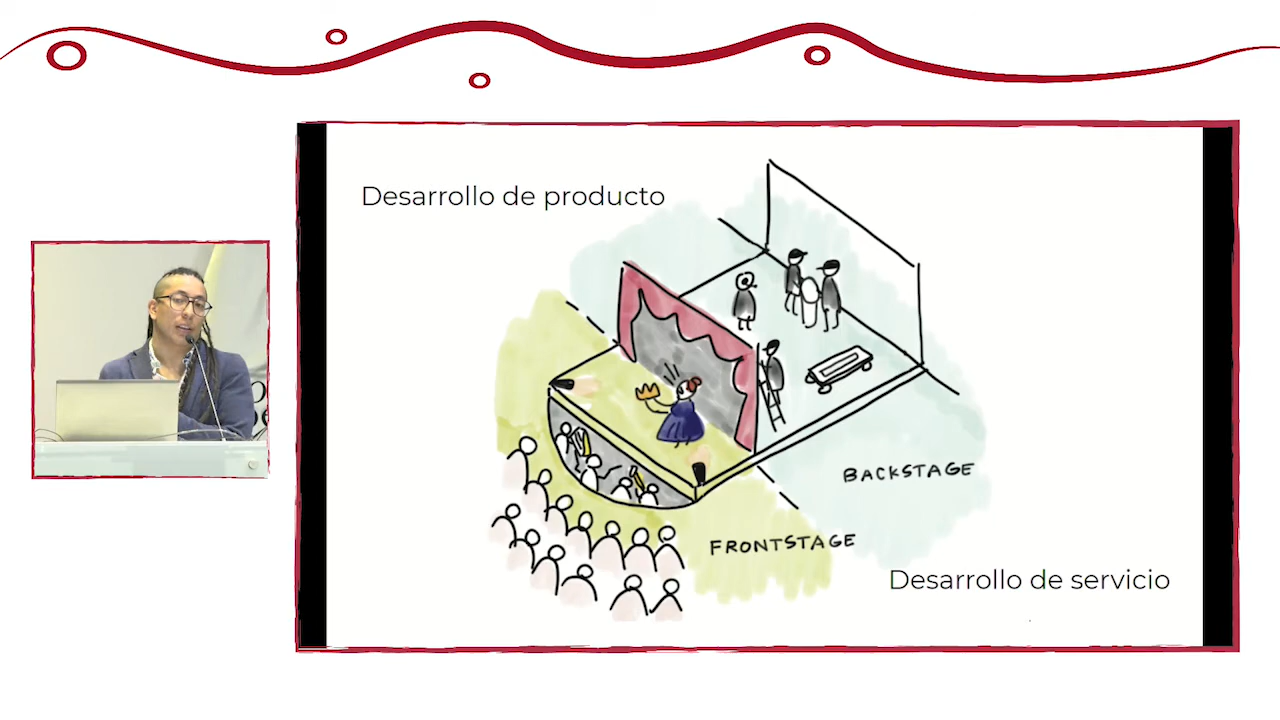 Desarrollo de producto
BACKSTAGE
FRONTSTAGE
Desarrollo de servicio